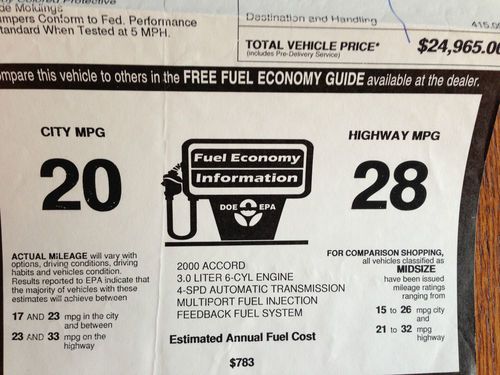 de Moldings
mpers Conform to Fed. Performance
tandard When Tested at 5 MPH.
Destination and Handling
415.00
TOTAL VEHICLE PRICE*
(includes Pre-Delivery Service)
$24,965.00
mpare this vehicle to others in the FREE FUEL ECONOMY GUIDE available at the dealer.
CITY MPG
20
Fuel Economy
Information
DOE EPA
HIGHWAY MPG
28
ACTUAL MILEAGE will vary with
options, driving conditions, driving
habits and vehicles condition.
Results reported to EPA indicate that
the majority of vehicles with these
estimates will achieve between
17 AND 23 mpg in the city
and between
23 AND 33 mpg on the
highway
2000 ACCORD
3.0 LITER 6-CYL ENGINE
4-SPD AUTOMATIC TRANSMISSION
MULTIPORT FUEL INJECTION
FEEDBACK FUEL SYSTEM
Estimated Annual Fuel Cost
$783
FOR COMPARISON SHOPPING,
all vehicles classified as
MIDSIZE
have been issued
mileage ratings
ranging from
15 to 26 mpg city
and
21 to 32 mpg
highway